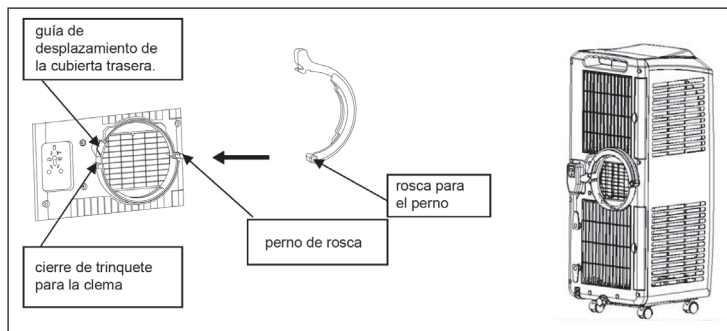 guía de
desplazamiento de
la cubierta trasera.
rosca para
el perno
perno de rosca
cierre de trinquete
para la clema